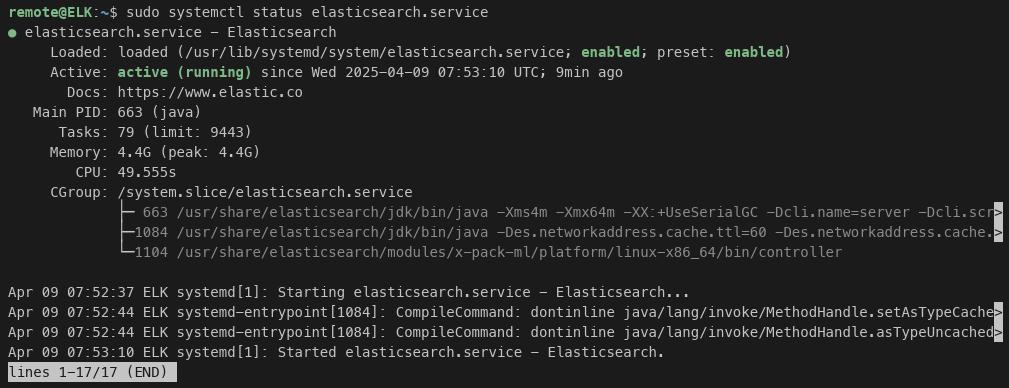 remote@ELK:~$ sudo systemctl status elasticsearch.service
● elasticsearch.service – Elasticsearch
     Loaded: loaded (/usr/lib/systemd/system/elasticsearch.service; enabled; preset: enabled)
     Active: active (running) since Wed 2025–04–09 07:53:10 UTC; 9min ago
       Docs: https://www.elastic.co
   Main PID: 663 (java)
      Tasks: 79 (limit: 9443)
     Memory: 4.4G (peak: 4.4G)
        CPU: 49.555s
     CGroup: /system.slice/elasticsearch.service
             ├─ 663 /usr/share/elasticsearch/jdk/bin/java –Xms4m –Xmx64m –XX:+UseSerialGC –Dcli.name=server –Dcli.scr>
             ├─1084 /usr/share/elasticsearch/jdk/bin/java –Des.networkaddress.cache.ttl=60 –Des.networkaddress.cache.>
             └─1104 /usr/share/elasticsearch/modules/x–pack–ml/platform/linux–x86_64/bin/controller

Apr 09 07:52:37 ELK systemd[1]: Starting elasticsearch.service – Elasticsearch...
Apr 09 07:52:44 ELK systemd–entrypoint[1084]: CompileCommand: dontinline java/lang/invoke/MethodHandle.setAsTypeCache>
Apr 09 07:52:44 ELK systemd–entrypoint[1084]: CompileCommand: dontinline java/lang/invoke/MethodHandle.asTypeUncached>
Apr 09 07:53:10 ELK systemd[1]: Started elasticsearch.service – Elasticsearch.
lines 1–17/17 (END)